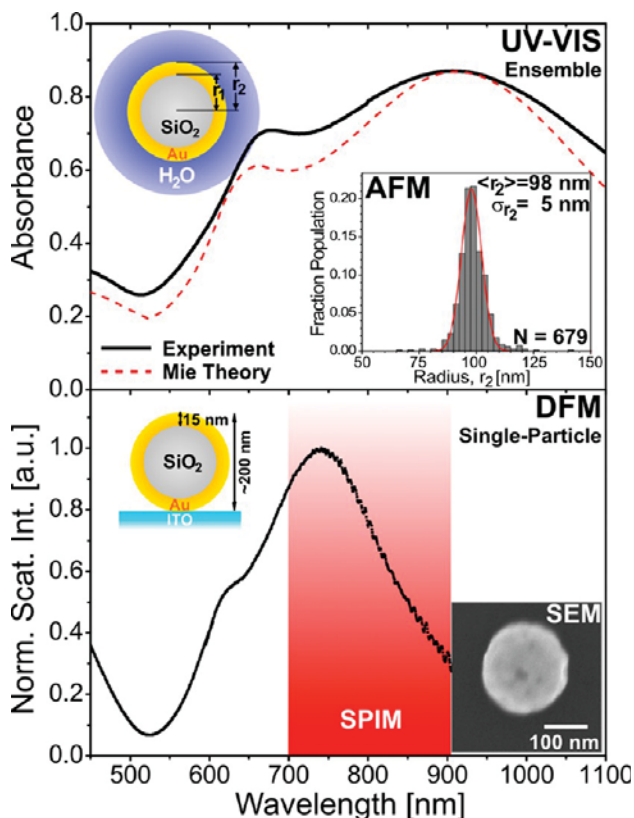 UV-VIS
Ensemble
r₁
r₂
SiO₂
Au
H₂O
AFM
<r₂>=98 nm
σr₂= 5 nm
N = 679
0.20
0.15
0.10
0.05
0.00
Fraction Population
50 75 100 125 150
Radius, r₂[nm]
Experiment
Mie Theory
1.0
0.8
0.6
0.4
0.2
0.0
Absorbance
DFM
Single-Particle
15 nm
~200 nm
SiO₂
Au
ITO
SPIM
SEM
100 nm
1.0
0.8
0.6
0.4
0.2
0.0
Norm. Scat. Int. [a.u.]
500 600 700 800 900 1000 1100
Wavelength [nm]